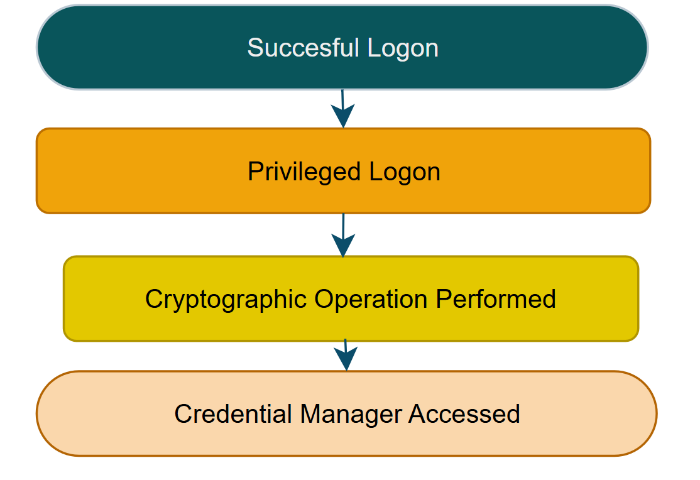 Succesful Logon
Privileged Logon
Cryptographic Operation Performed
Credential Manager Accessed